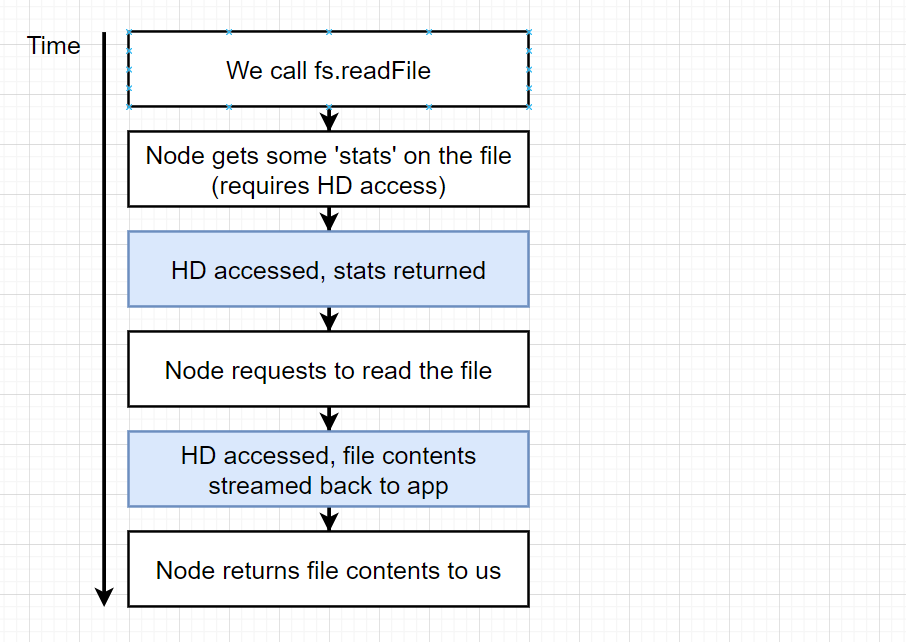 Time
We call fs.readFile
Node gets some 'stats' on the file
(requires HD access)
HD accessed, stats returned
Node requests to read the file
HD accessed, file contents
streamed back to app
Node returns file contents to us